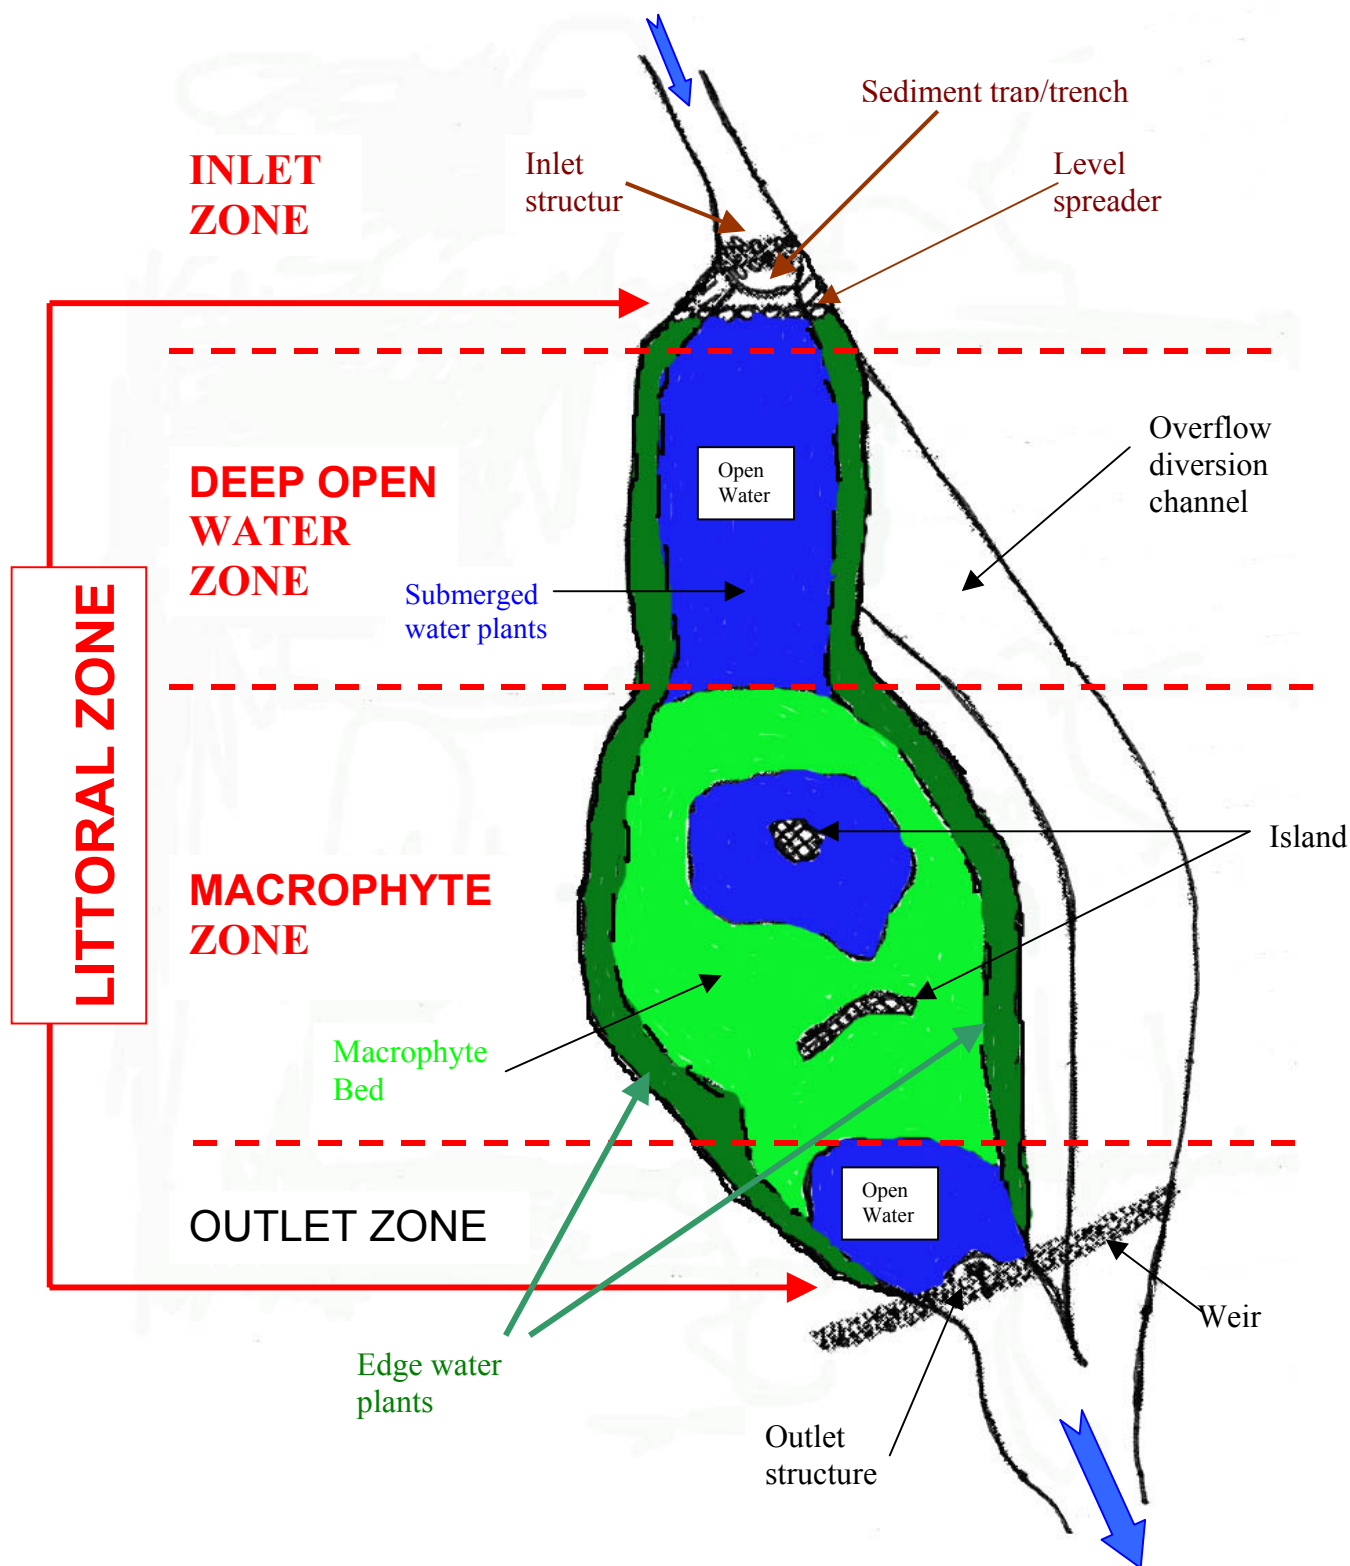 Sediment trap/trench
INLET
ZONE
Inlet
structur
Level
spreader
Overflow
diversion
channel
DEEP OPEN
WATER
ZONE
Open
Water
Submerged
water plants
LITTORAL ZONE
Island
MACROPHYTE
ZONE
Macrophyte
Bed
OUTLET ZONE
Open
Water
Weir
Edge water
plants
Outlet
structure